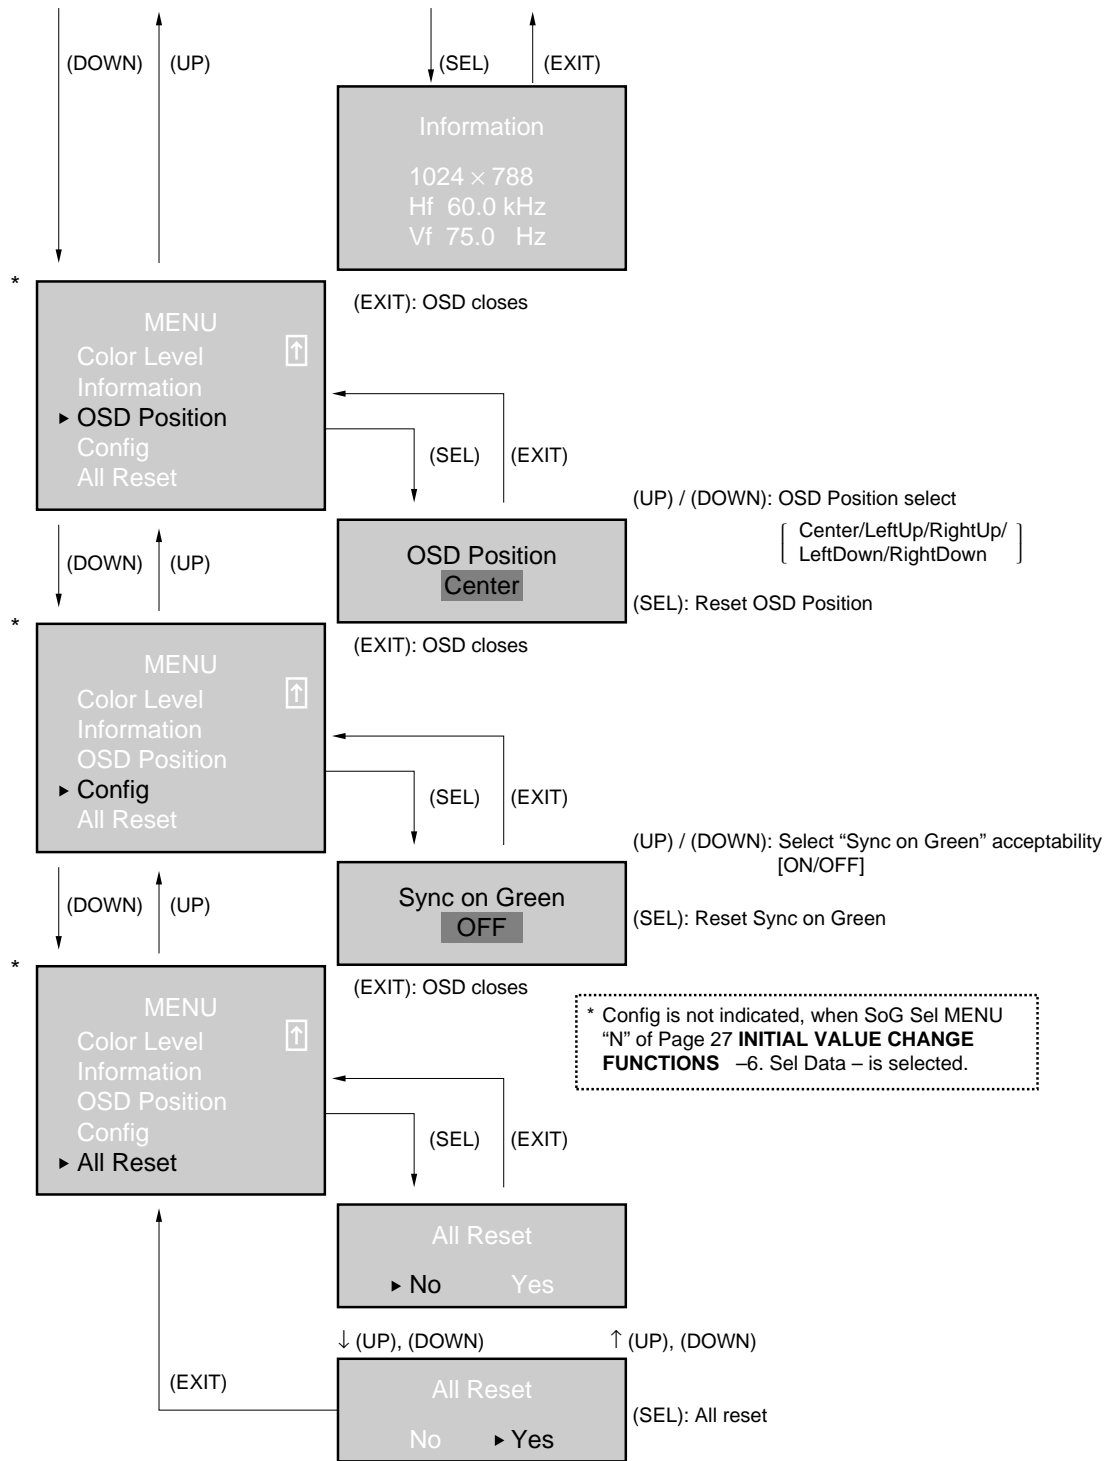 (DOWN) (UP) (SEL) (EXIT)
Information
1024 × 788
Hf 60.0 kHz
Vf 75.0 Hz
(EXIT): OSD closes
*
MENU
Color Level ↑
Information
▶ OSD Position
Config
All Reset
(SEL) (EXIT)
(UP) / (DOWN): OSD Position select
[ Center/LeftUp/RightUp/
LeftDown/RightDown ]
OSD Position
Center
(SEL): Reset OSD Position
(EXIT): OSD closes
(DOWN) (UP)
*
MENU
Color Level ↑
Information
OSD Position
▶ Config
All Reset
(SEL) (EXIT)
(UP) / (DOWN): Select “Sync on Green” acceptability
[ON/OFF]
Sync on Green
OFF
(SEL): Reset Sync on Green
(EXIT): OSD closes
(DOWN) (UP)
*
MENU
Color Level ↑
Information
OSD Position
Config
▶ All Reset
* Config is not indicated, when SoG Sel MENU
“N” of Page 27 INITIAL VALUE CHANGE
FUNCTIONS –6. Sel Data – is selected.
(SEL) (EXIT)
All Reset
▶ No Yes
↓ (UP), (DOWN) ↑ (UP), (DOWN)
(EXIT)
All Reset
No ▶ Yes
(SEL): All reset